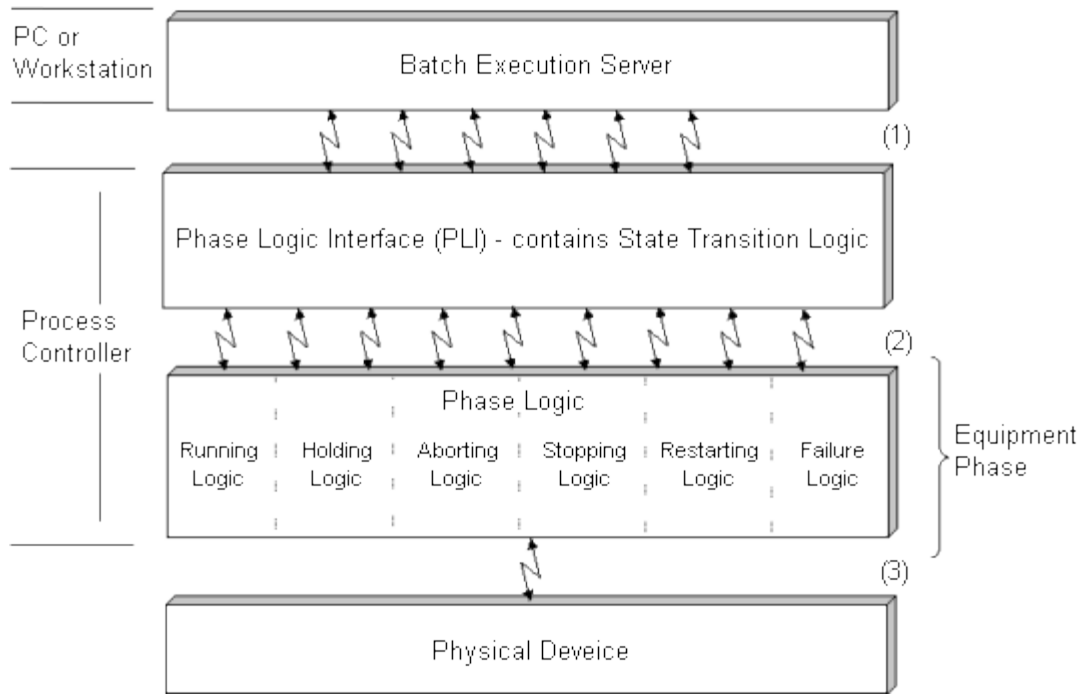 PC or
Workstation
Batch Execution Server
(1)
Phase Logic Interface (PLI) - contains State Transition Logic
Process
Controller
(2)
Phase Logic
Running
Logic
Holding
Logic
Aborting
Logic
Stopping
Logic
Restarting
Logic
Failure
Logic
Equipment
Phase
(3)
Physical Deveice